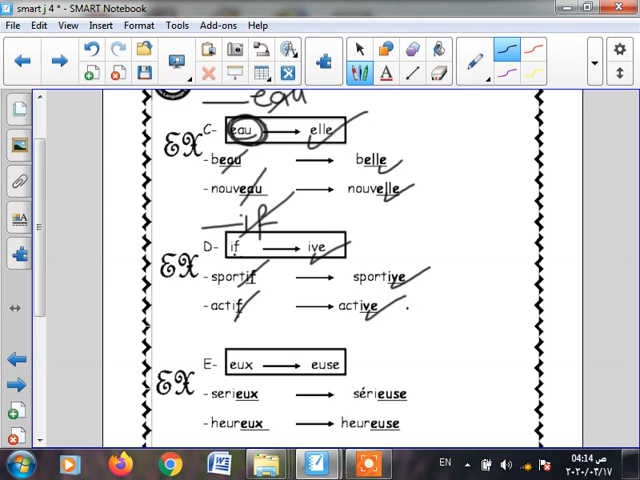 smart j 4 * - SMART Notebook
File Edit View Insert Format Tools Add-ons Help
___eau
EX
C- eau → elle
- beau → belle
- nouveau → nouvelle
___if
EX
D- if → ive
- sportif → sportive
- actif → active .
E- eux → euse
EX
- serieux → sérieuse
- heureux → heureuse
EN
04:14 ص
٢٠٢٠/٠٣/١٧